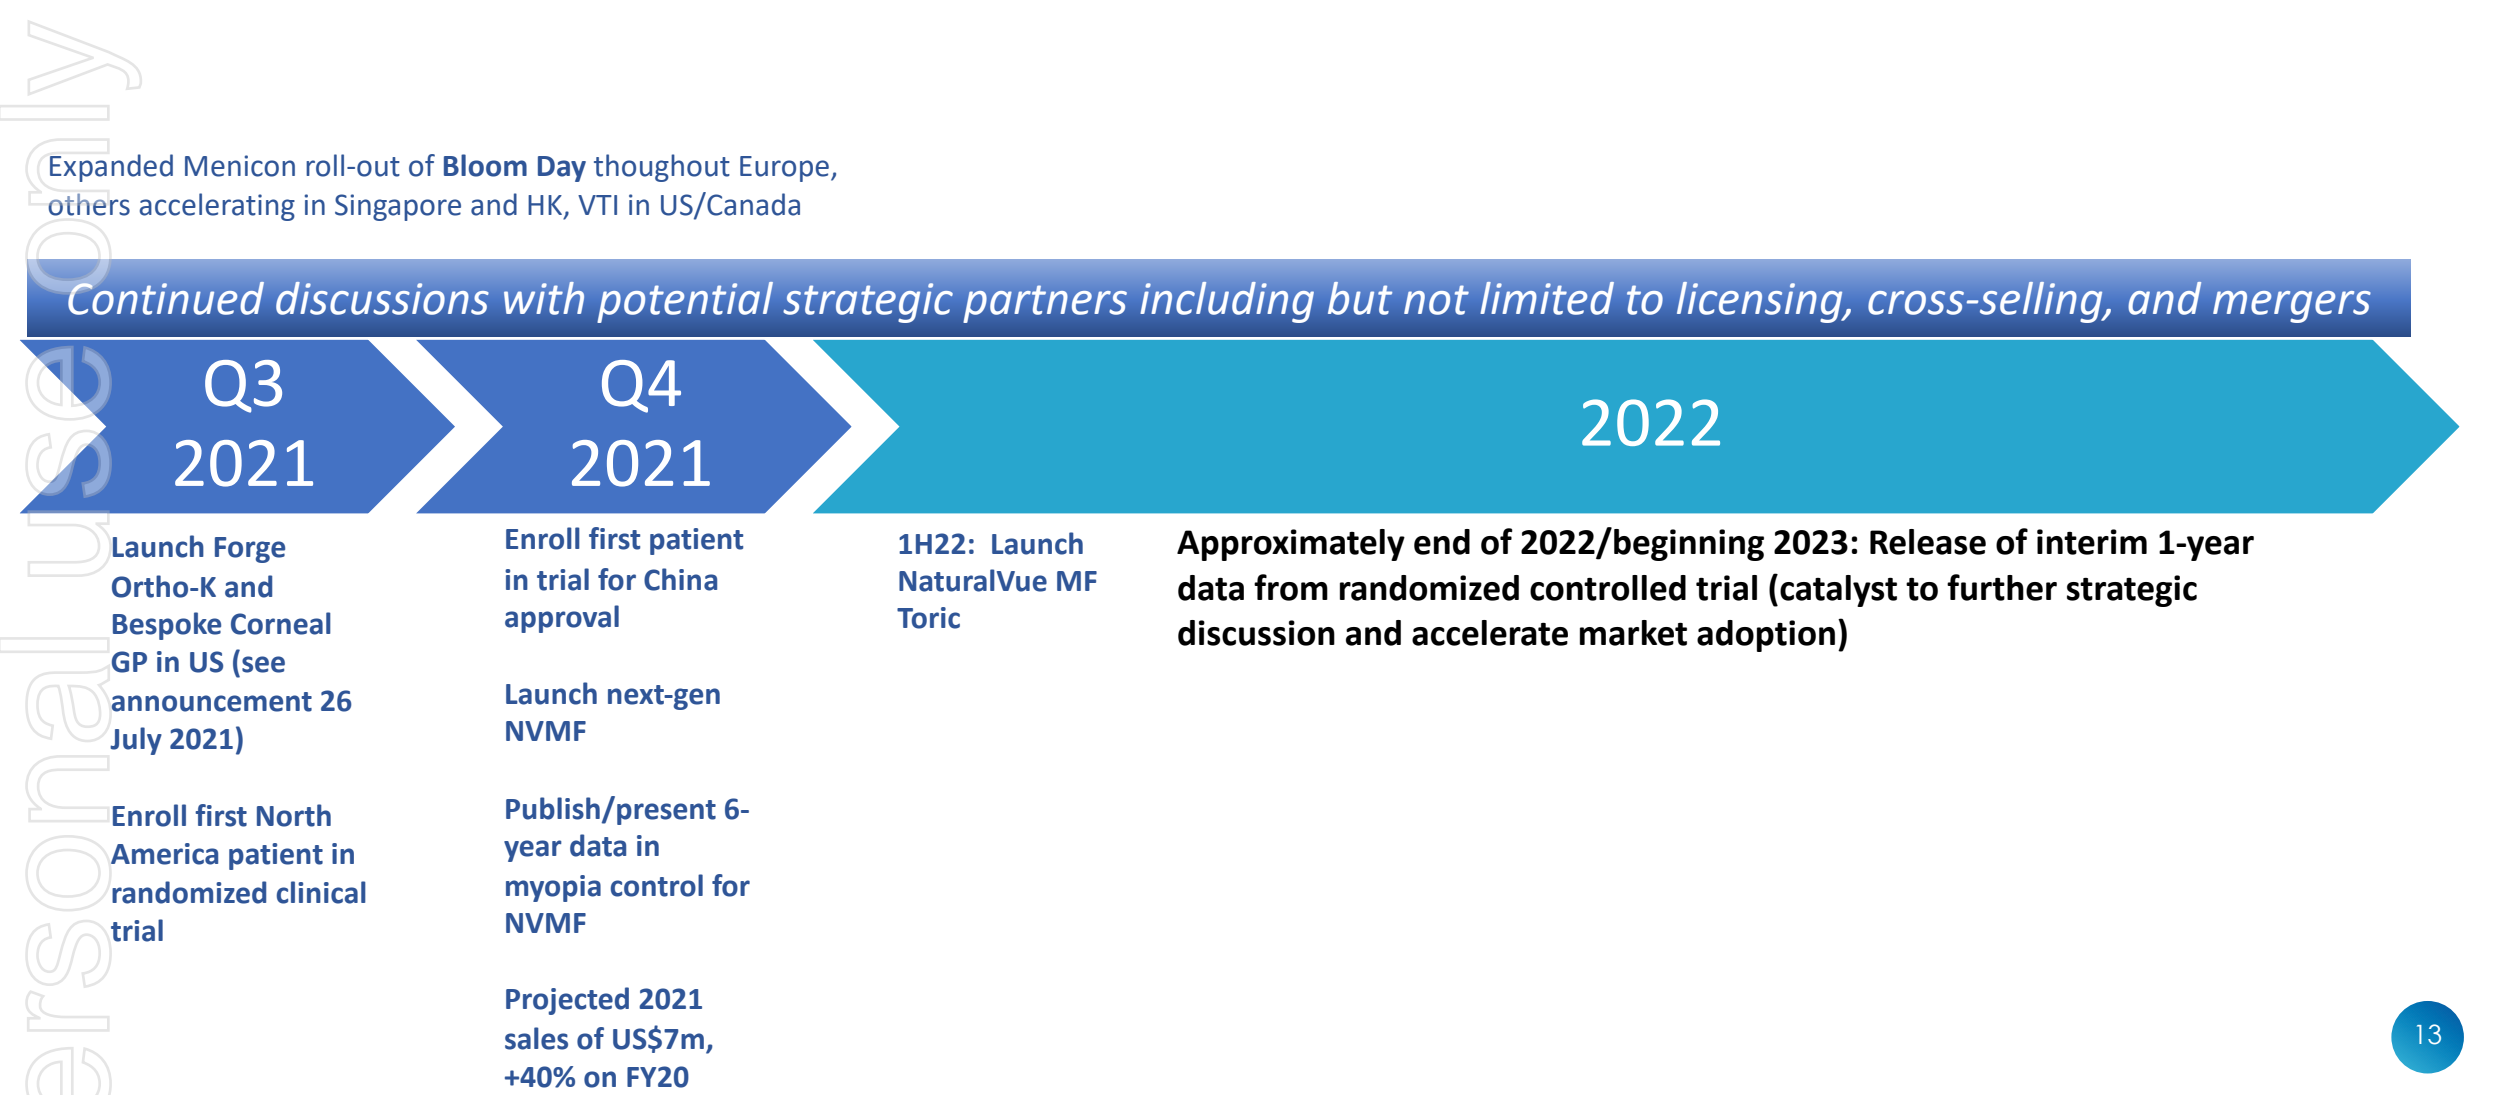 Expanded Menicon roll-out of Bloom Day thoughout Europe,
others accelerating in Singapore and HK, VTI in US/Canada
Continued discussions with potential strategic partners including but not limited to licensing, cross-selling, and mergers
Q3
2021
Q4
2021
2022
Launch Forge
Ortho-K and
Bespoke Corneal
GP in US (see
announcement 26
July 2021)
Enroll first North
America patient in
randomized clinical
trial
Enroll first patient
in trial for China
approval
Launch next-gen
NVMF
Publish/present 6-
year data in
myopia control for
NVMF
Projected 2021
sales of US$7m,
+40% on FY20
1H22:  Launch
NaturalVue MF
Toric
Approximately end of 2022/beginning 2023: Release of interim 1-year
data from randomized controlled trial (catalyst to further strategic
discussion and accelerate market adoption)
13
ersonal use only